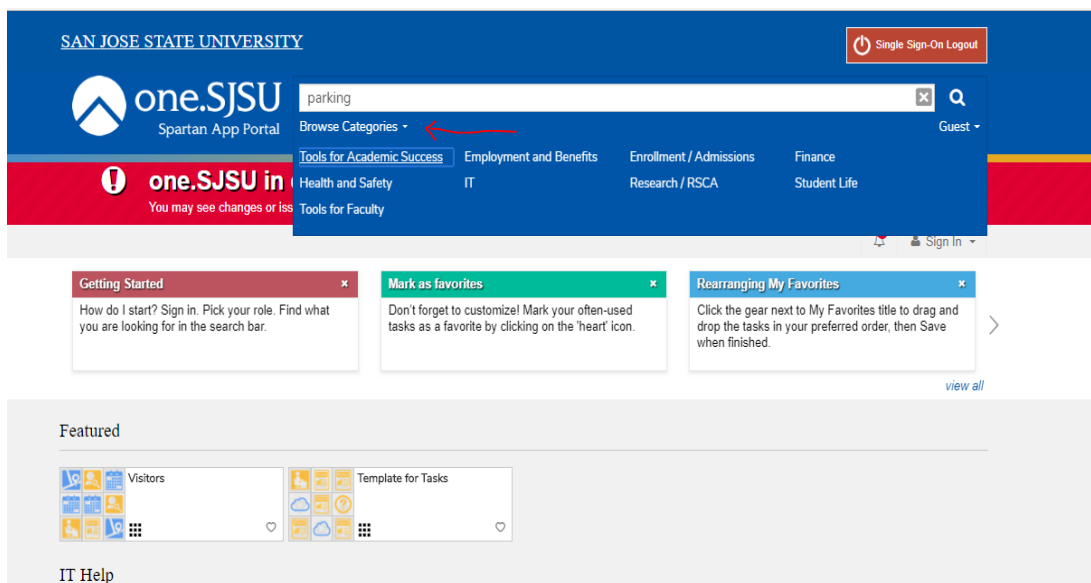 SAN JOSE STATE UNIVERSITY
Single Sign-On Logout
one.SJSU
Spartan App Portal
parking
Browse Categories
Guest
Tools for Academic Success
Employment and Benefits
Enrollment / Admissions
Finance
Health and Safety
IT
Research / RSCA
Student Life
Tools for Faculty
one.SJSU in
You may see changes or iss
Sign In
Getting Started
How do I start? Sign in. Pick your role. Find what
you are looking for in the search bar.
Mark as favorites
Don't forget to customize! Mark your often-used
tasks as a favorite by clicking on the 'heart' icon.
Rearranging My Favorites
Click the gear next to My Favorites title to drag and
drop the tasks in your preferred order, then Save
when finished.
view all
Featured
Visitors
Template for Tasks
IT Help